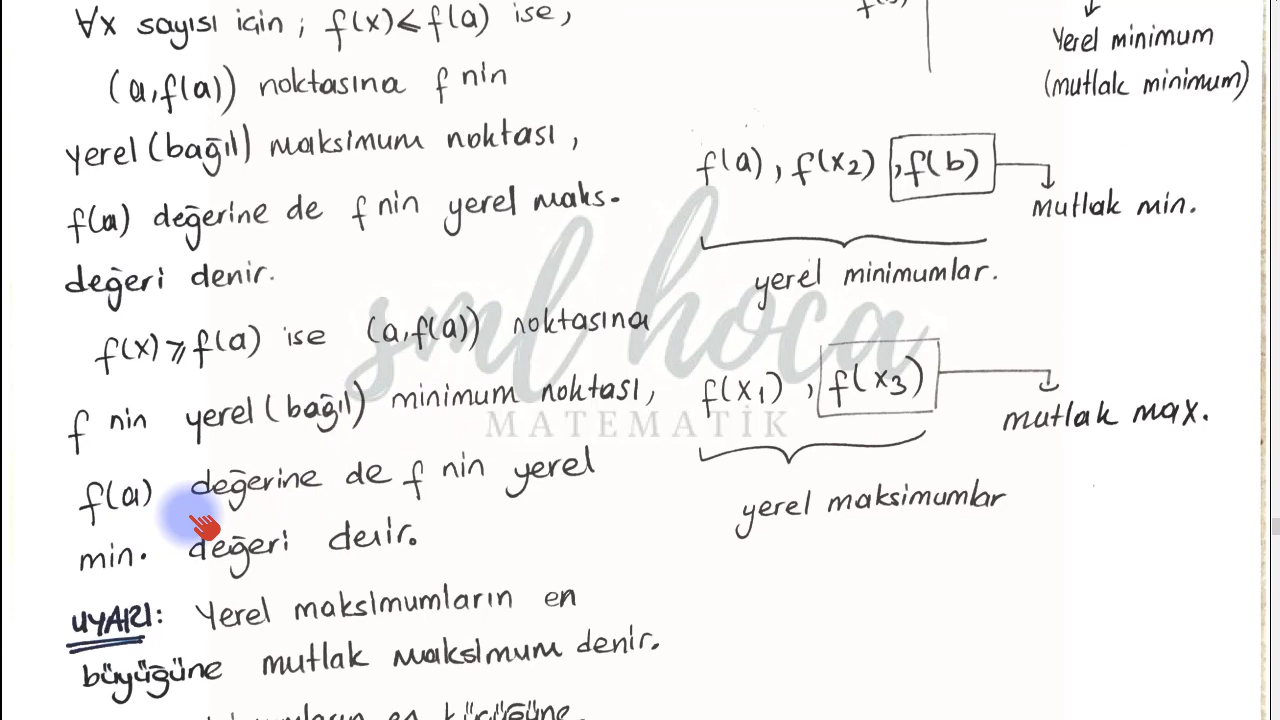 ∀x sayısı için ; f(x) ≤ f(a) ise,
(a, f(a)) noktasına f nin
yerel (bağıl) maksimum noktası,
f(a) değerine de f nin yerel maks.
değeri denir.
f(x) ≥ f(a) ise (a, f(a)) noktasına
f nin yerel (bağıl) minimum noktası,
f(a) değerine de f nin yerel
min. değeri denir.
UYARI: Yerel maksimumların en
büyüğüne mutlak maksimum denir.
en küçüğüne
Yerel minimum
(mutlak minimum)
f(a), f(x2) , f(b)
Mutlak min.
yerel minimumlar.
f(x1) , f(x3)
mutlak max.
yerel maksimumlar
sml hoca
MATEMATİK